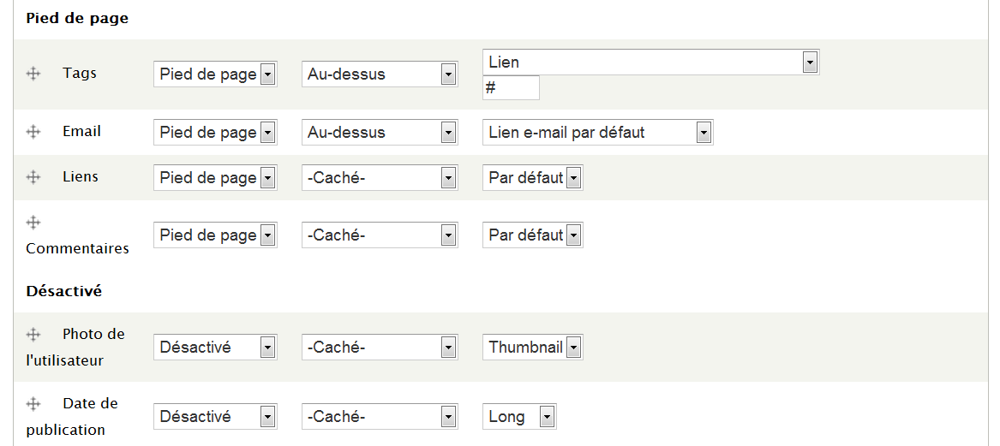 Pied de page
Tags Pied de page Au-dessus Lien
#
Email Pied de page Au-dessus Lien e-mail par défaut
Liens Pied de page -Caché- Par défaut
Commentaires Pied de page -Caché- Par défaut
Désactivé
Photo de
l'utilisateur Désactivé -Caché- Thumbnail
Date de
publication Désactivé -Caché- Long